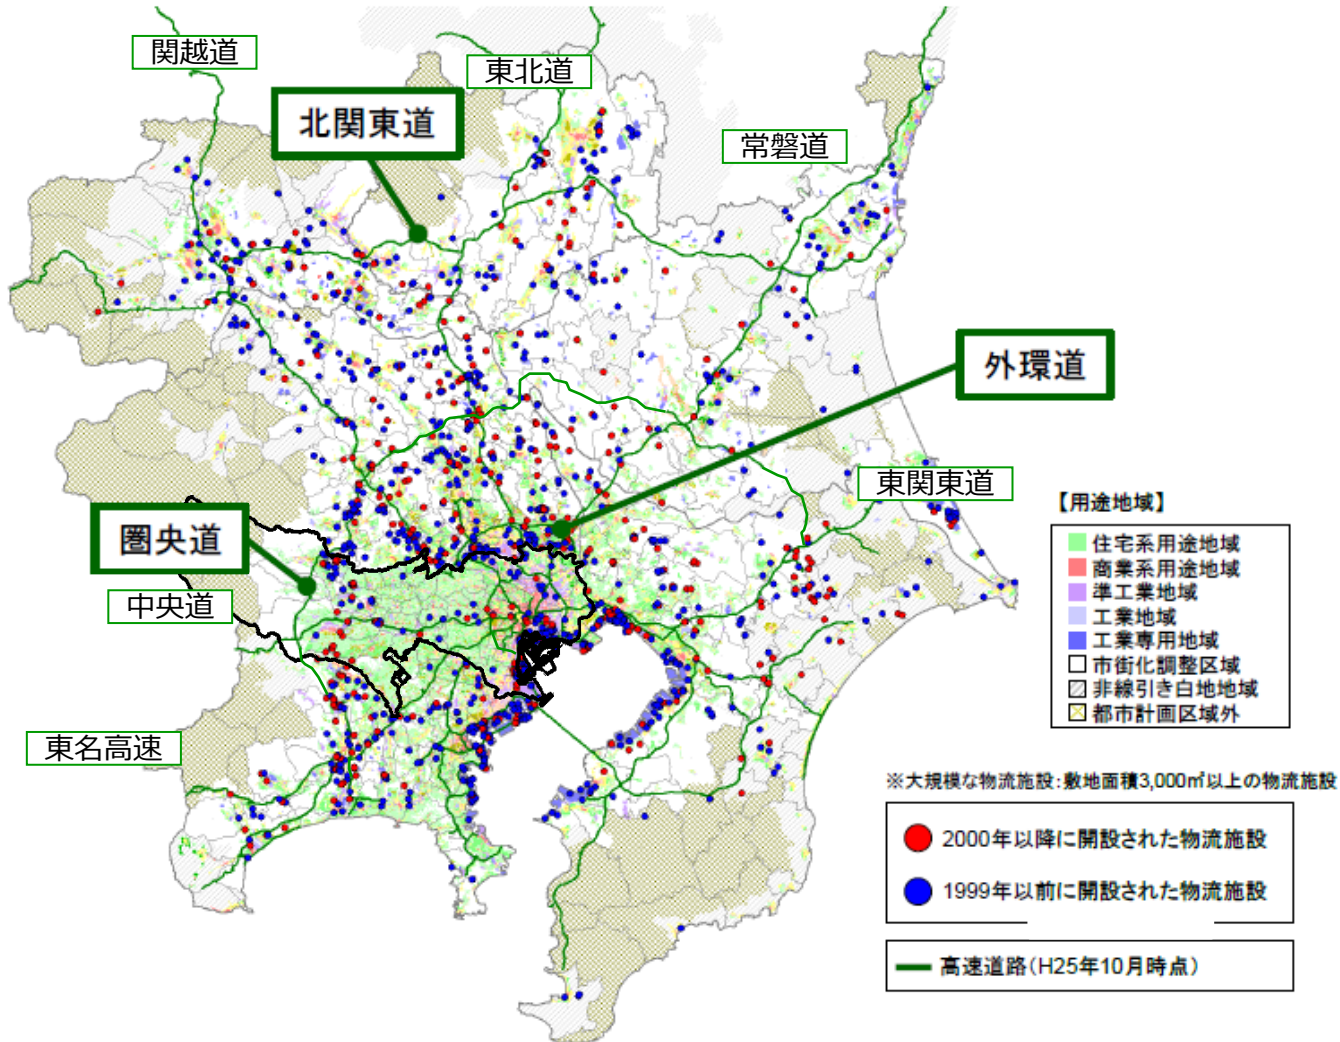 関越道
東北道
北関東道
常磐道
外環道
東関東道
圏央道
中央道
東名高速
【用途地域】
住宅系用途地域
商業系用途地域
準工業地域
工業地域
工業専用地域
市街化調整区域
非線引き白地地域
都市計画区域外
※大規模な物流施設:敷地面積3,000㎡以上の物流施設
2000年以降に開設された物流施設
1999年以前に開設された物流施設
高速道路(H25年10月時点)